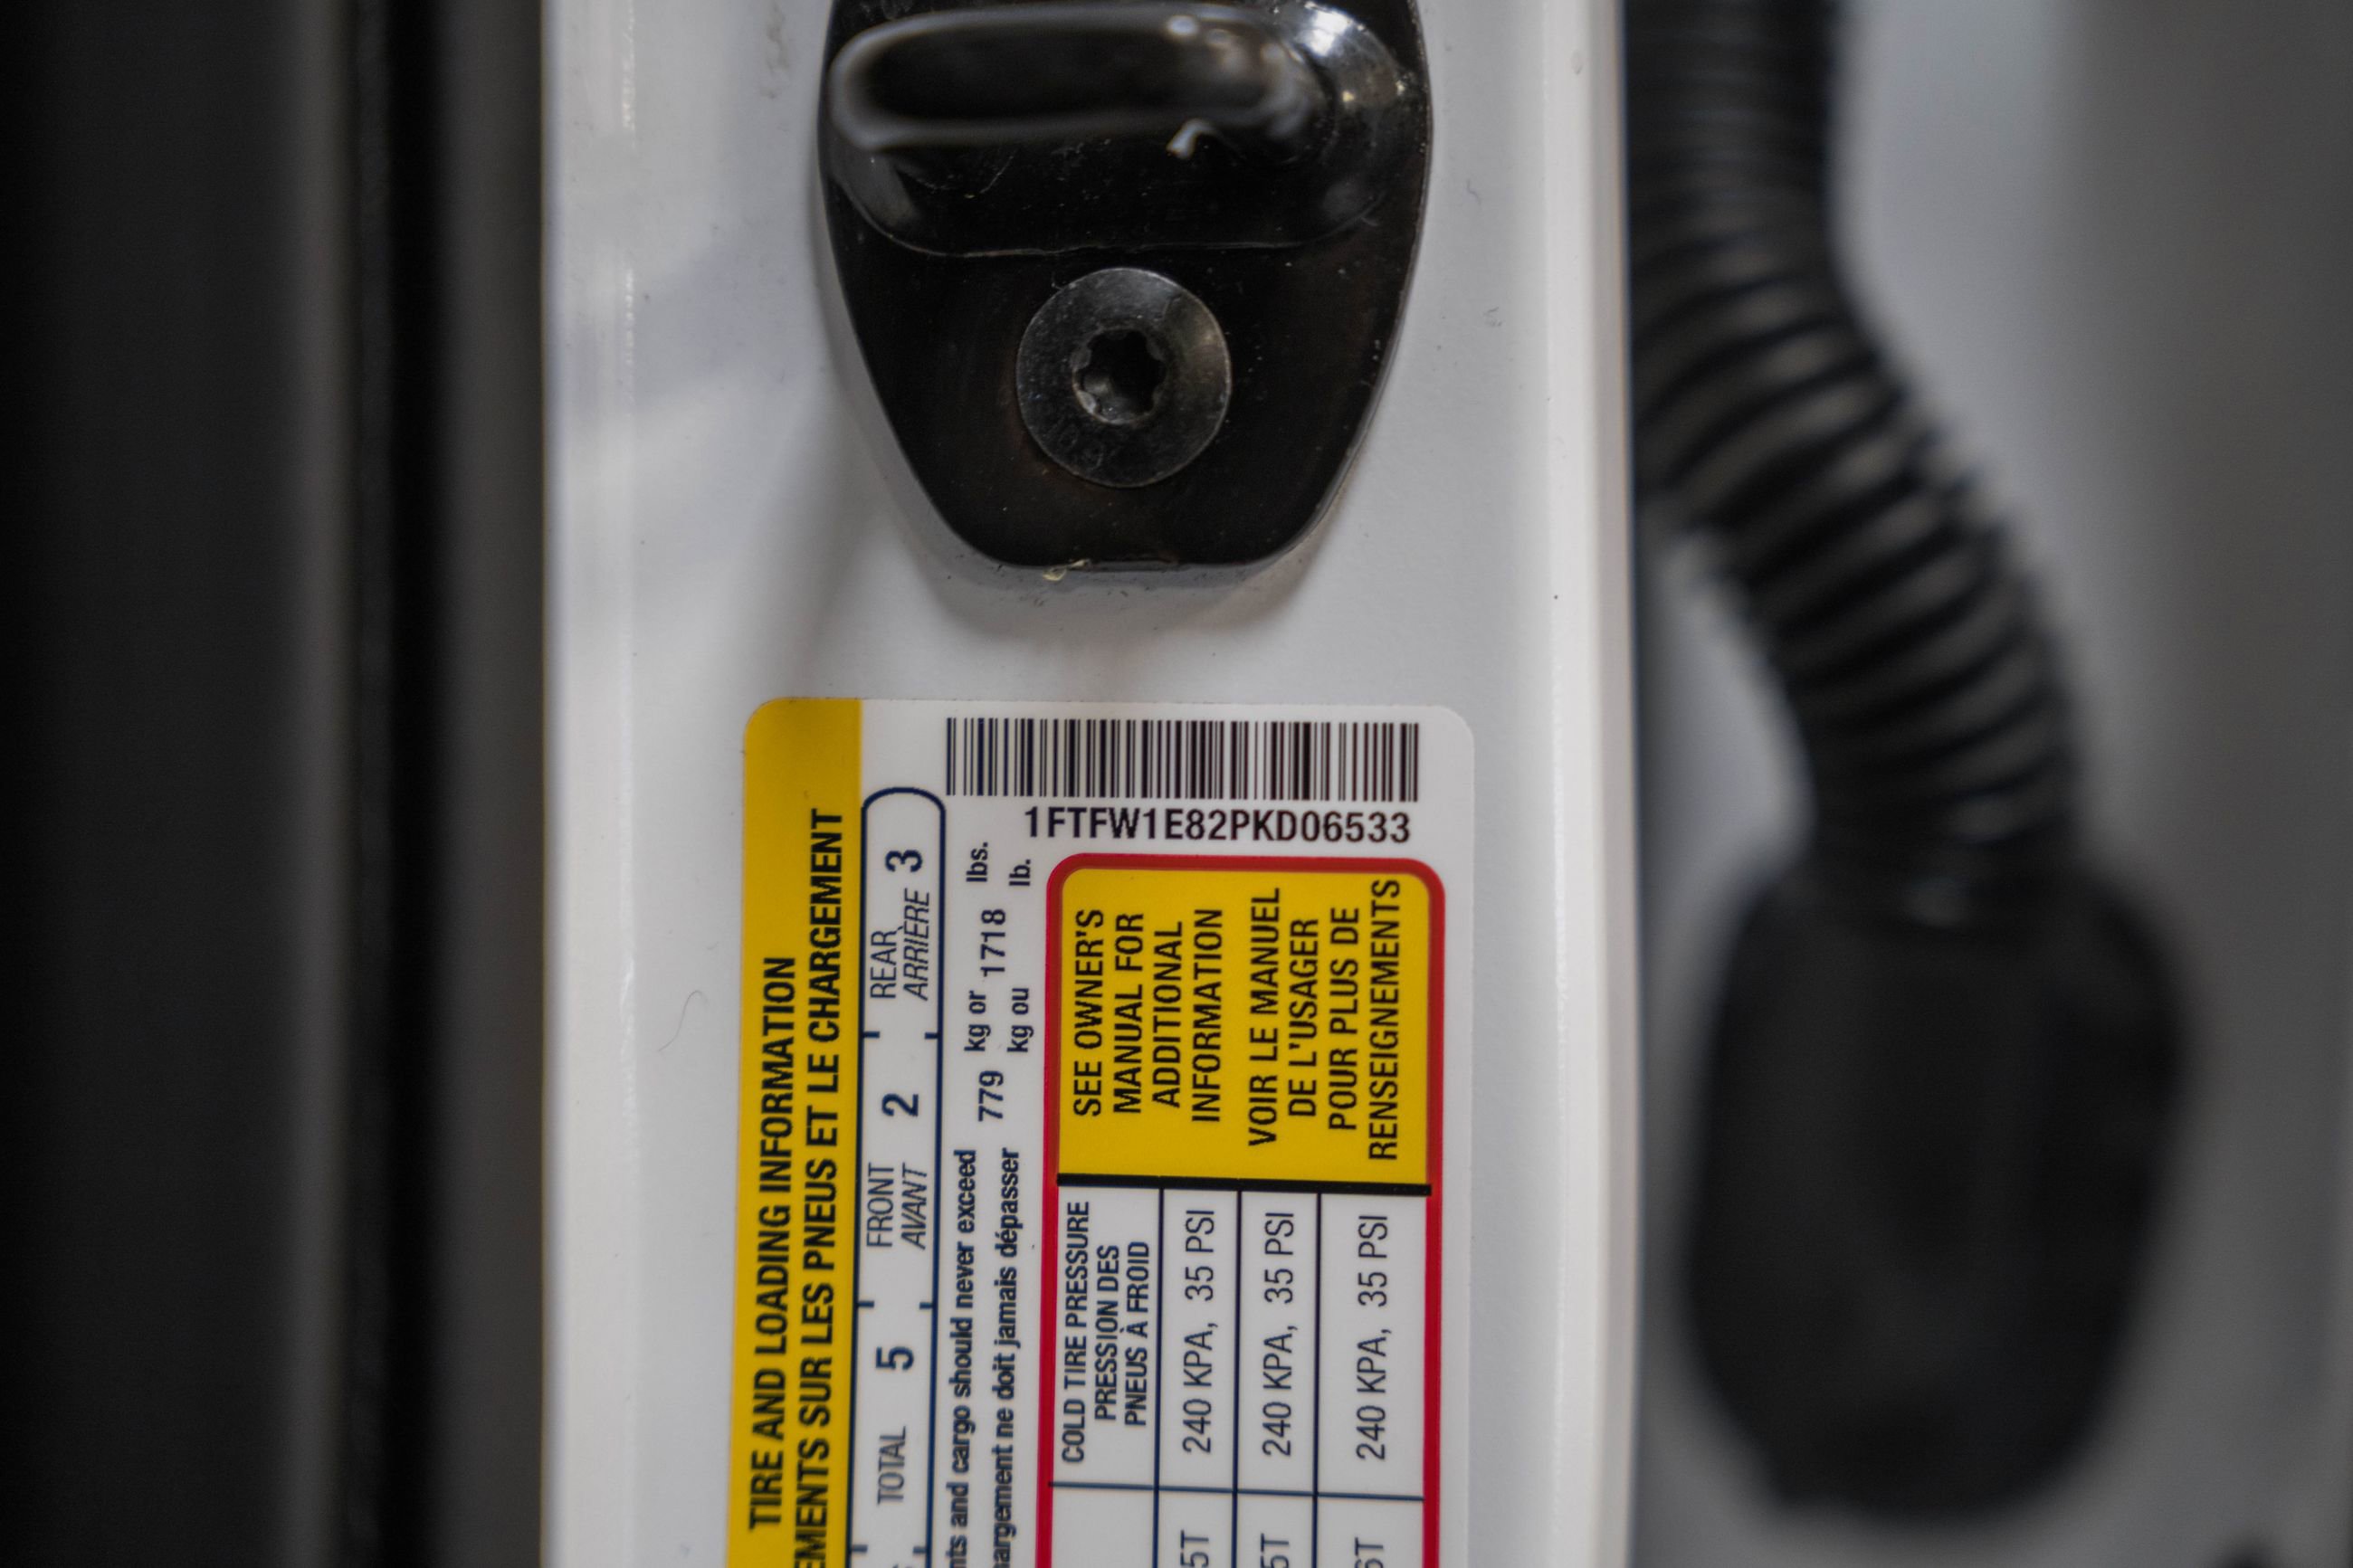 1FTFW1E82PKD06533
TIRE AND LOADING INFORMATION
SUR LES PNEUS ET LE CHARGEMENT
TOTAL 5 FRONT 2 REAR 3
AVANT ARRIÈRE
and cargo should never exceed 779 kg or 1718 lbs.
ne doit jamais dépasser kg ou lb.
COLD TIRE PRESSURE
PRESSION DES
PNEUS À FROID
240 KPA, 35 PSI
240 KPA, 35 PSI
240 KPA, 35 PSI
SEE OWNER'S
MANUAL FOR
ADDITIONAL
INFORMATION
VOIR LE MANUEL
DE L'USAGER
POUR PLUS DE
RENSEIGNEMENTS